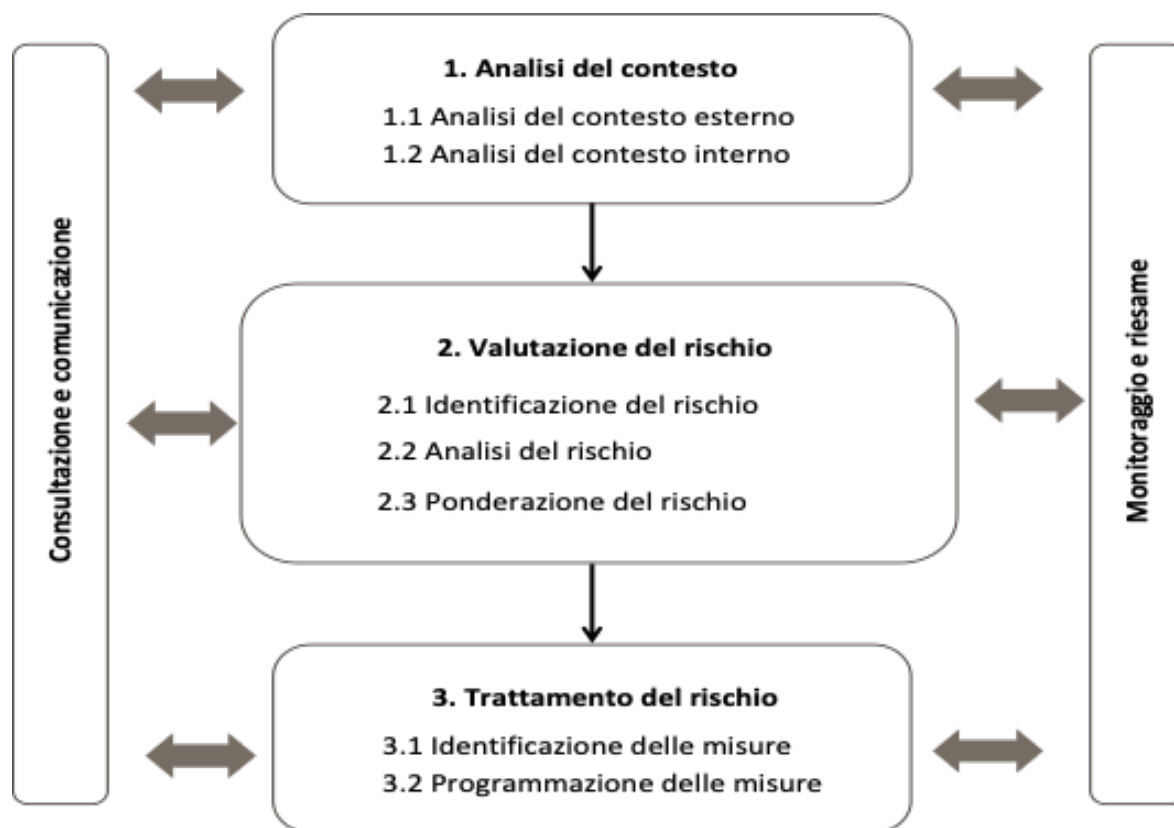 Consultazione e comunicazione
1. Analisi del contesto
1.1 Analisi del contesto esterno
1.2 Analisi del contesto interno
2. Valutazione del rischio
2.1 Identificazione del rischio
2.2 Analisi del rischio
2.3 Ponderazione del rischio
3. Trattamento del rischio
3.1 Identificazione delle misure
3.2 Programmazione delle misure
Monitoraggio e riesame